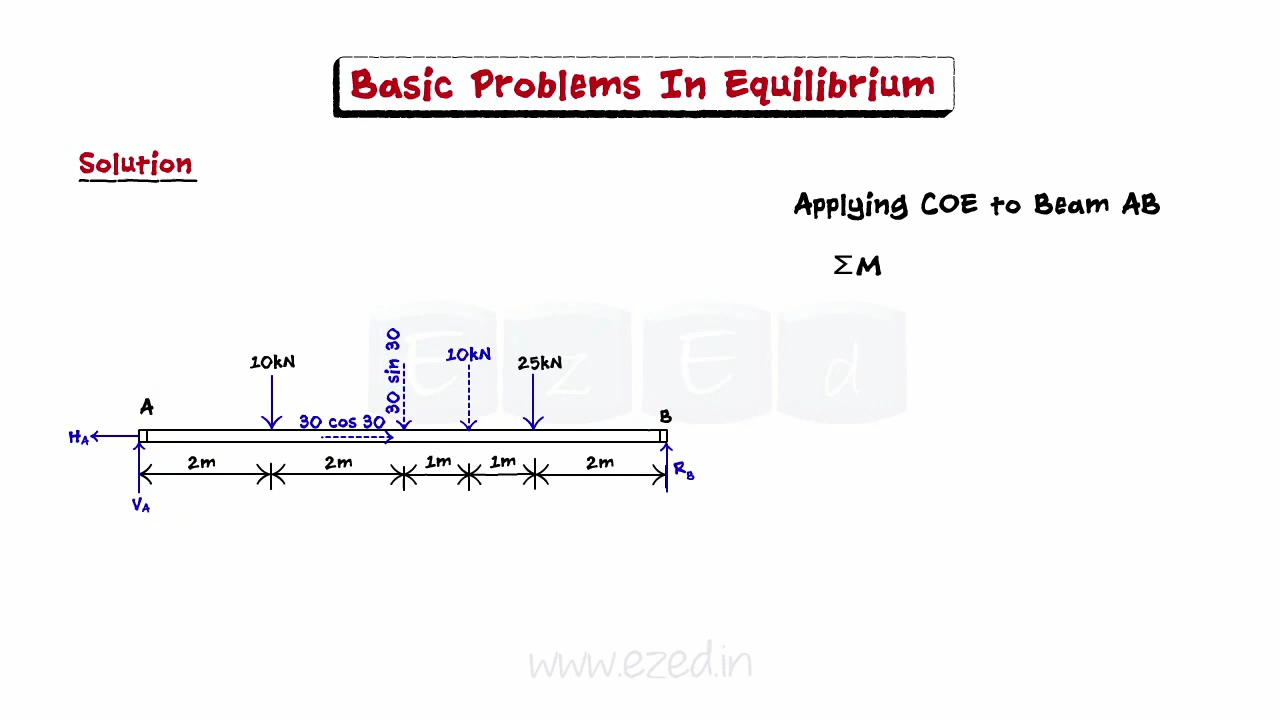 Basic Problems In Equilibrium
Solution
Applying COE to Beam AB
ΣM
EzEd
30 sin 30
10kN
10kN
25kN
A
30 cos 30
B
HA
2m
2m
1m
1m
2m
RB
VA
www.ezed.in